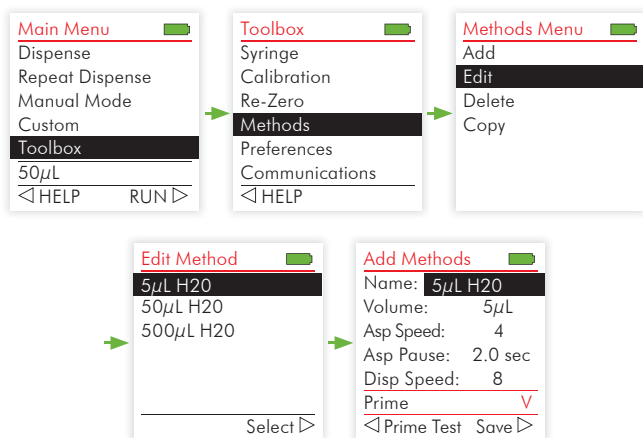 Main Menu
Dispense
Repeat Dispense
Manual Mode
Custom
Toolbox
50µL
◁ HELP RUN ▷
Toolbox
Syringe
Calibration
Re-Zero
Methods
Preferences
Communications
◁ HELP
Methods Menu
Add
Edit
Delete
Copy
Edit Method
5µL H20
50µL H20
500µL H20
Select ▷
Add Methods
Name: 5µL H20
Volume: 5µL
Asp Speed: 4
Asp Pause: 2.0 sec
Disp Speed: 8
Prime V
◁ Prime Test Save ▷